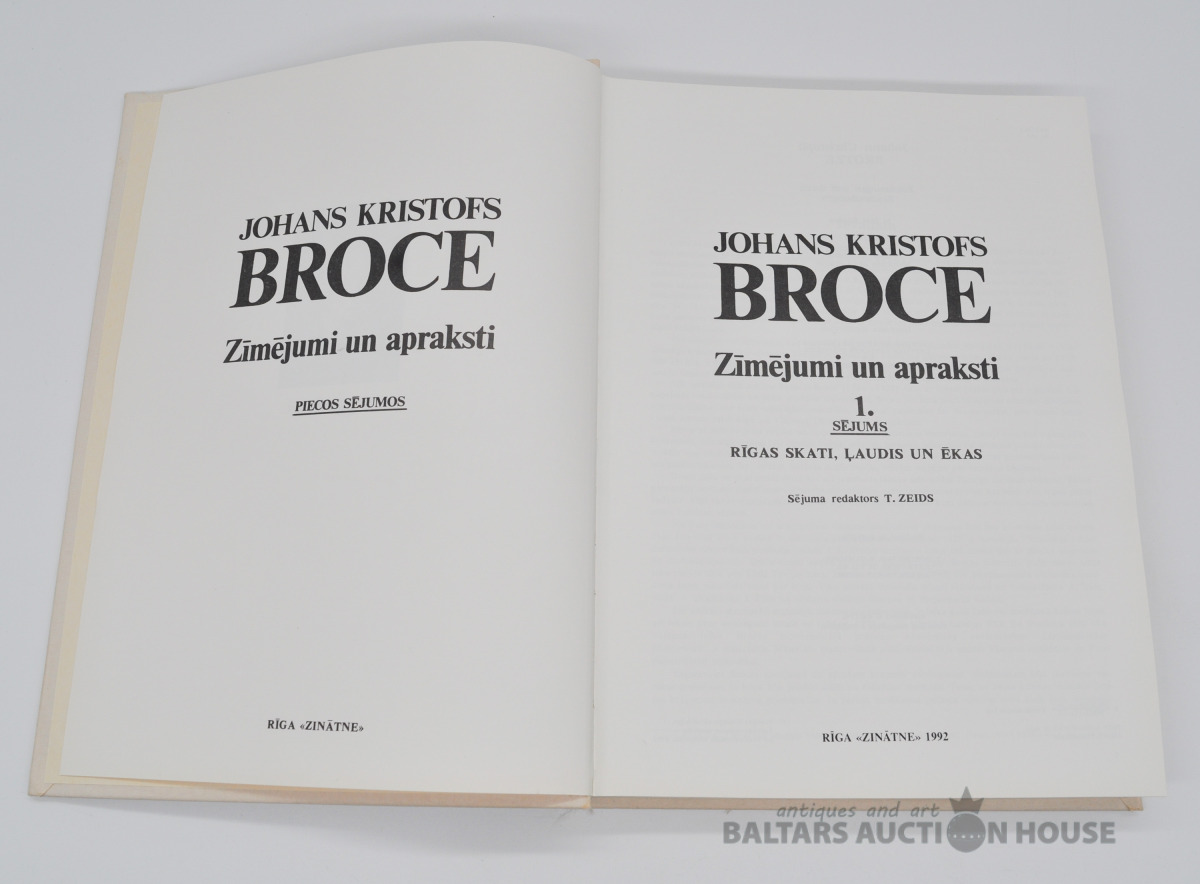 JOHANS KRISTOFS
BROCE
Zīmējumi un apraksti
PIECOS SĒJUMOS
RĪGA «ZINĀTNE»
JOHANS KRISTOFS
BROCE
Zīmējumi un apraksti
1.
SĒJUMS
RĪGAS SKATI, ĻAUDIS UN ĒKAS
Sējuma redaktors T. ZEIDS
RĪGA «ZINĀTNE» 1992
antiques and art
BALTARS AUCTION HOUSE